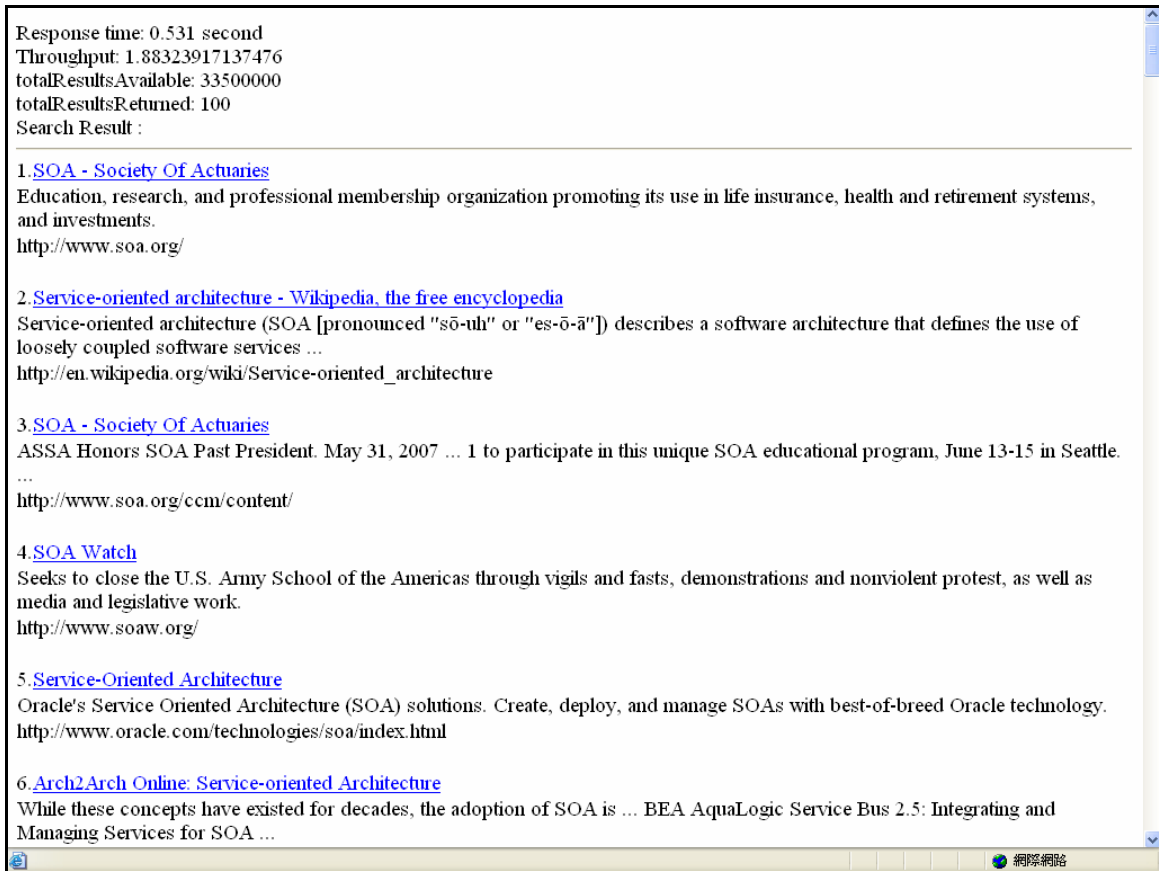 Response time: 0.531 second
Throughput: 1.88323917137476
totalResultsAvailable: 33500000
totalResultsReturned: 100
Search Result :
1.SOA - Society Of Actuaries
Education, research, and professional membership organization promoting its use in life insurance, health and retirement systems,
and investments.
http://www.soa.org/
2.Service-oriented architecture - Wikipedia, the free encyclopedia
Service-oriented architecture (SOA [pronounced "sō-uh" or "es-ō-ā"]) describes a software architecture that defines the use of
loosely coupled software services ...
http://en.wikipedia.org/wiki/Service-oriented_architecture
3.SOA - Society Of Actuaries
ASSA Honors SOA Past President. May 31, 2007 ... 1 to participate in this unique SOA educational program, June 13-15 in Seattle.
...
http://www.soa.org/ccm/content/
4.SOA Watch
Seeks to close the U.S. Army School of the Americas through vigils and fasts, demonstrations and nonviolent protest, as well as
media and legislative work.
http://www.soaw.org/
5.Service-Oriented Architecture
Oracle's Service Oriented Architecture (SOA) solutions. Create, deploy, and manage SOAs with best-of-breed Oracle technology.
http://www.oracle.com/technologies/soa/index.html
6.Arch2Arch Online: Service-oriented Architecture
While these concepts have existed for decades, the adoption of SOA is ... BEA AquaLogic Service Bus 2.5: Integrating and
Managing Services for SOA ...
網際網路